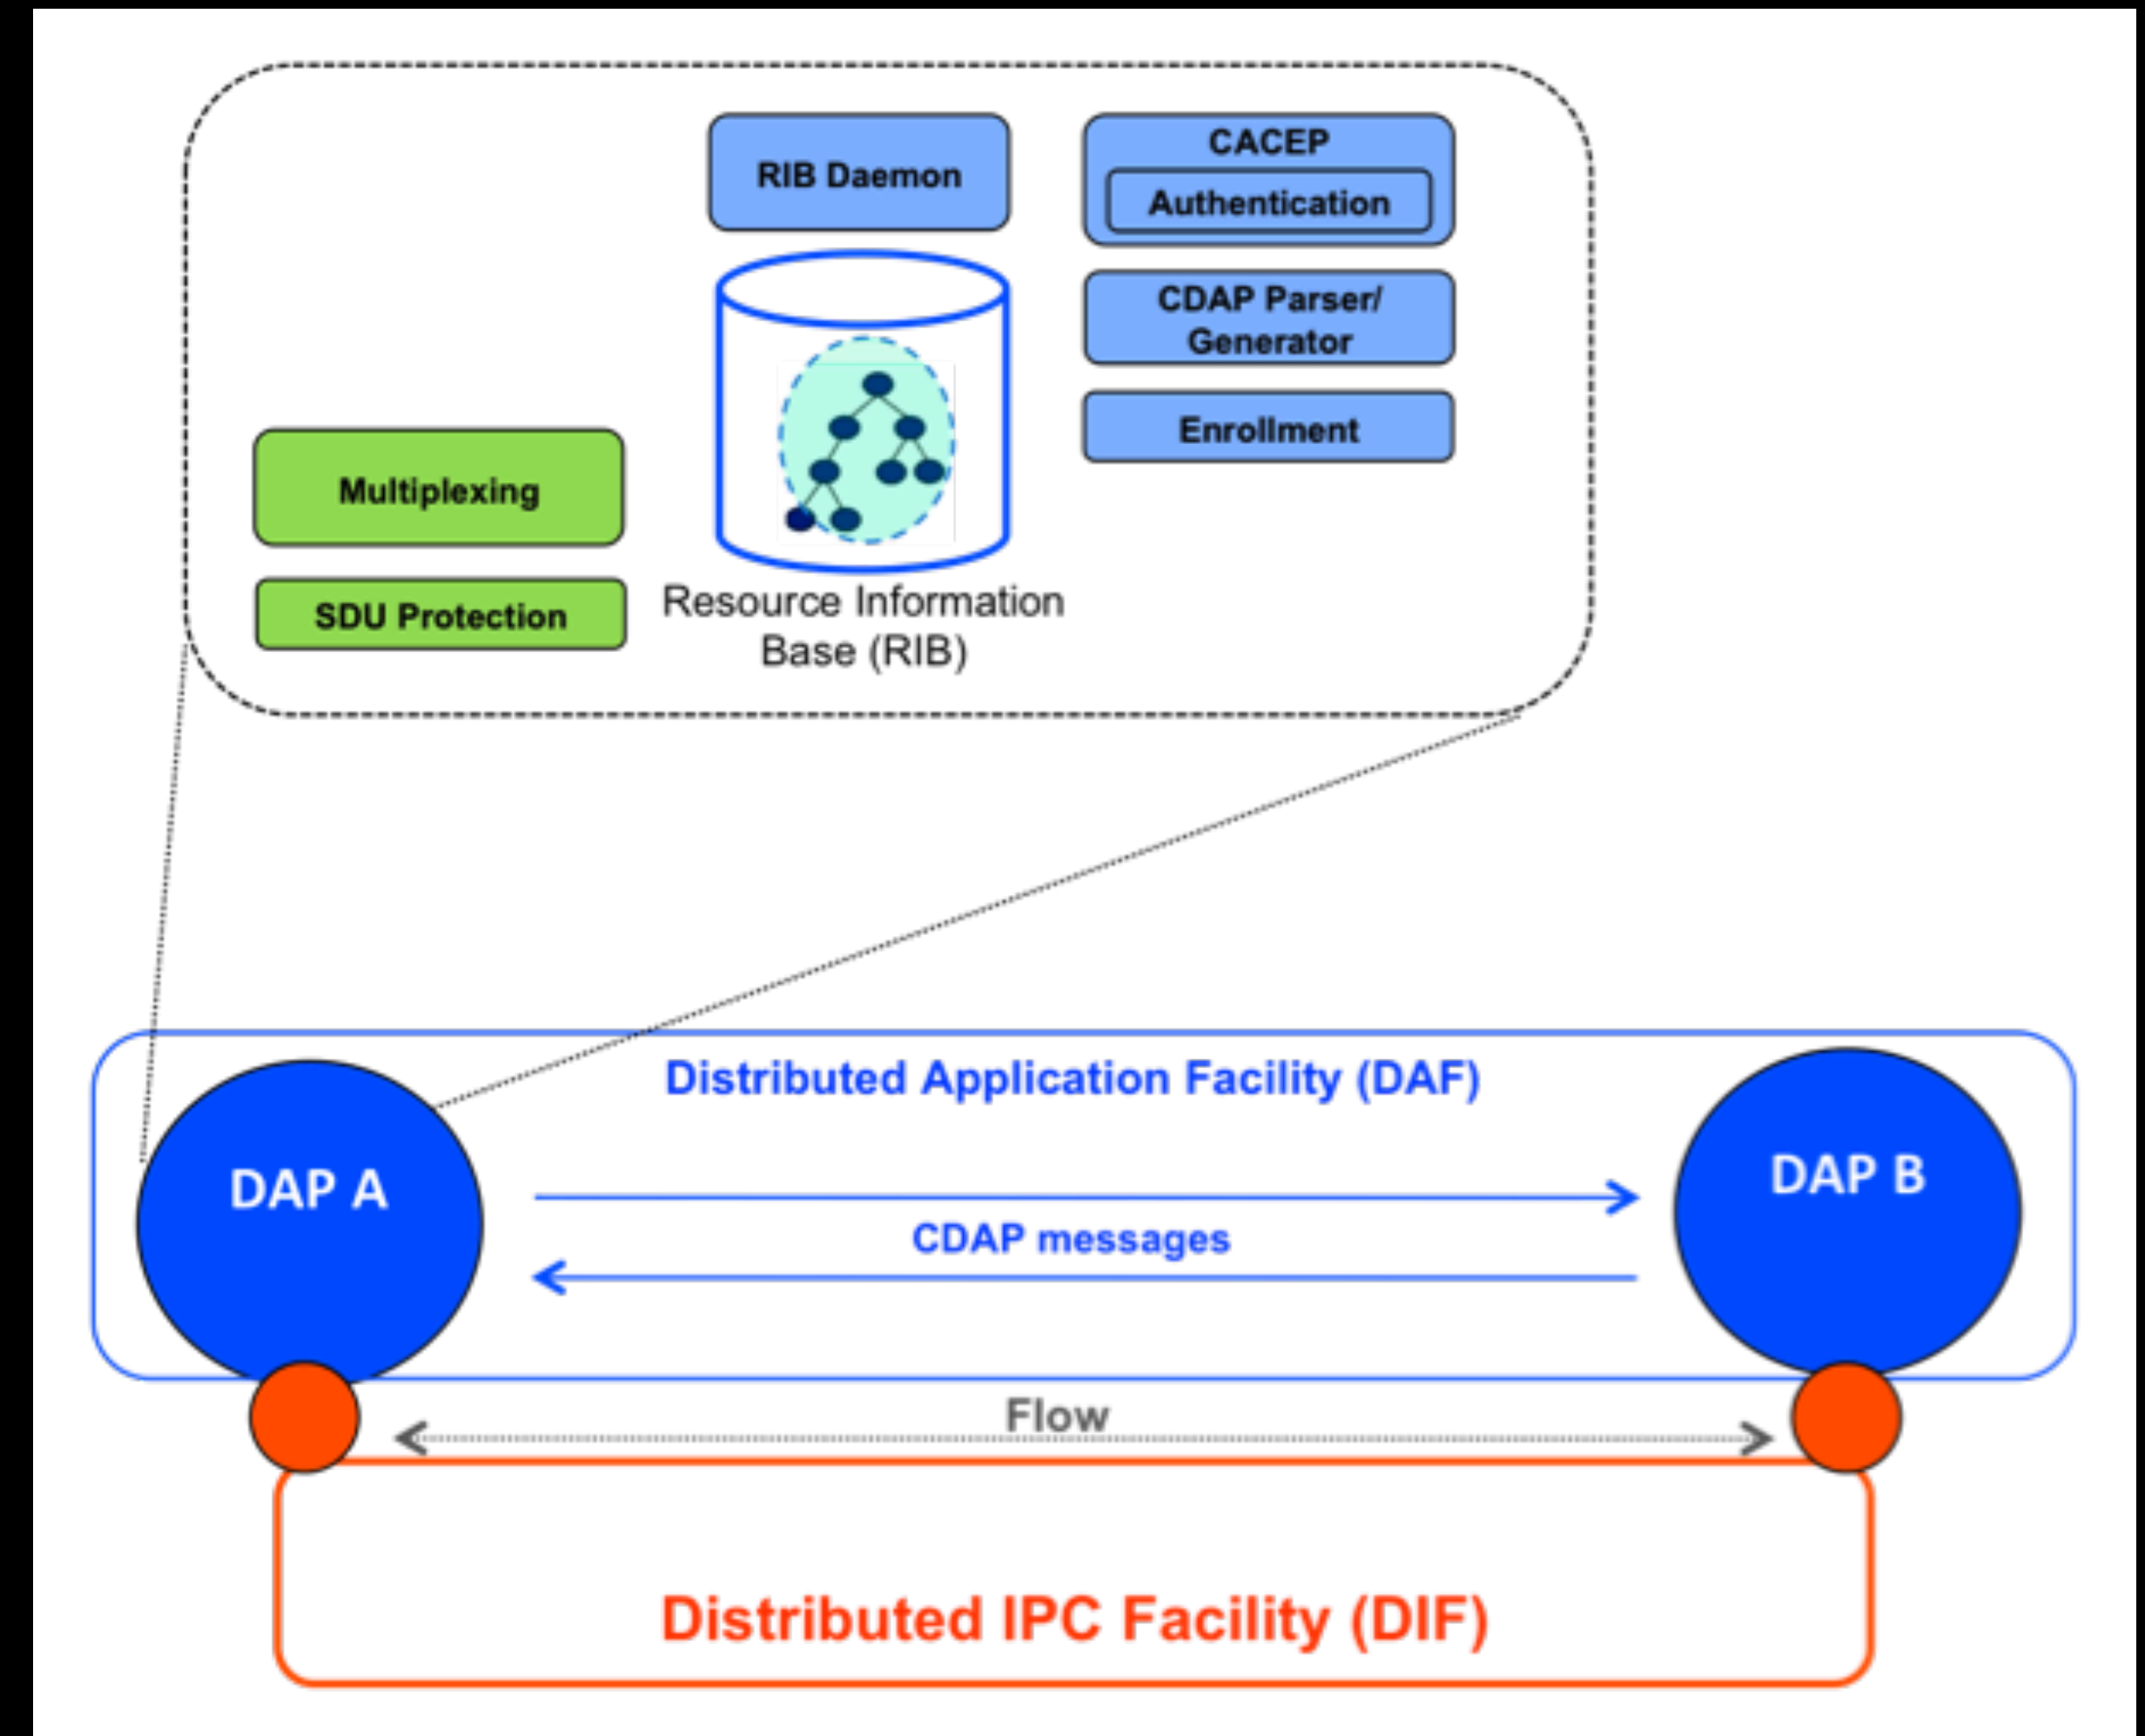 RIB Daemon
CACEP
Authentication
CDAP Parser/
Generator
Enrollment
Multiplexing
SDU Protection
Resource Information
Base (RIB)
Distributed Application Facility (DAF)
DAP A
DAP B
CDAP messages
Flow
Distributed IPC Facility (DIF)